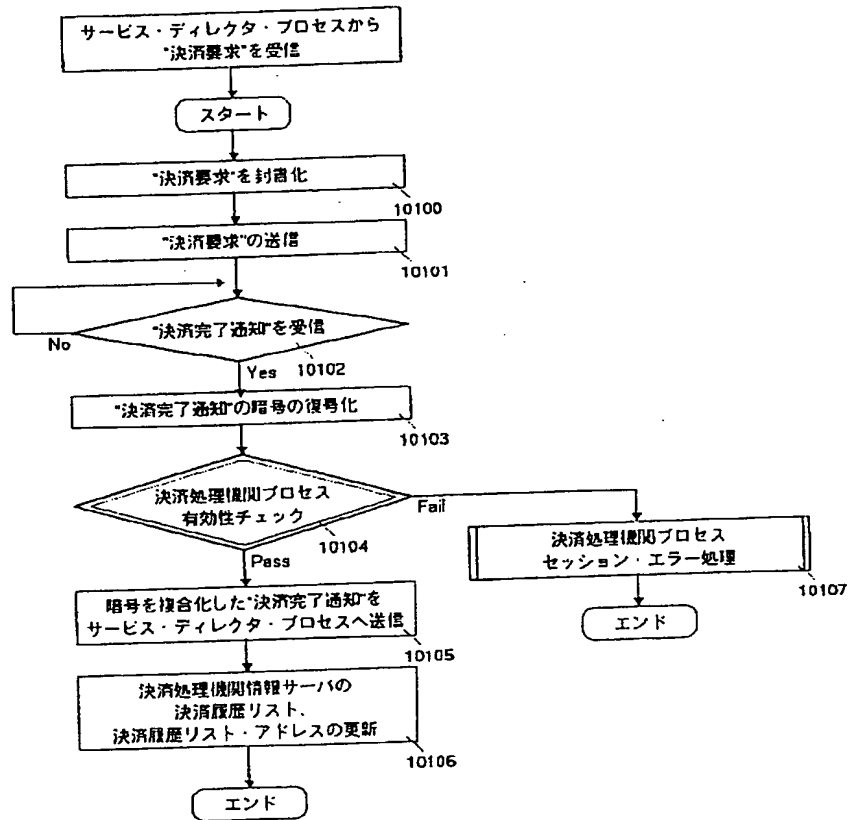 サービス・ディレクタ・プロセスから
"決済要求"を受信
スタート
"決済要求"を封書化
10100
"決済要求"の送信
10101
"決済完了通知"を受信
No
10102
Yes
"決済完了通知"の暗号の復号化
10103
決済処理機関プロセス
有効性チェック
10104
Fail
Pass
決済処理機関プロセス
セッション・エラー処理
10107
エンド
暗号を複合化した"決済完了通知"を
サービス・ディレクタ・プロセスへ送信
10105
決済処理機関情報サーバの
決済履歴リスト、
決済履歴リスト・アドレスの更新
10106
エンド